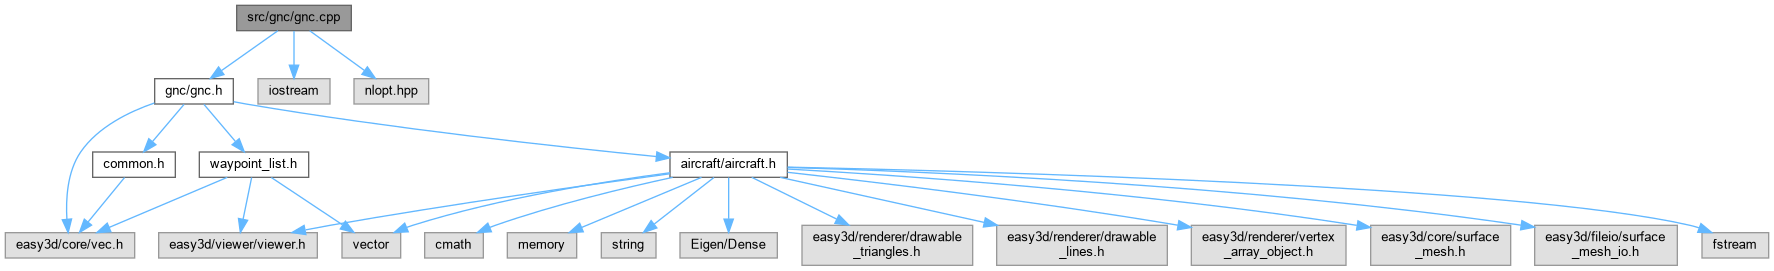 src/gnc/gnc.cpp
gnc/gnc.h
iostream
nlopt.hpp
common.h
waypoint_list.h
aircraft/aircraft.h
easy3d/core/vec.h
easy3d/viewer/viewer.h
vector
cmath
memory
string
Eigen/Dense
easy3d/renderer/drawable
_triangles.h
easy3d/renderer/drawable
_lines.h
easy3d/renderer/vertex
_array_object.h
easy3d/core/surface
_mesh.h
easy3d/fileio/surface
_mesh_io.h
fstream